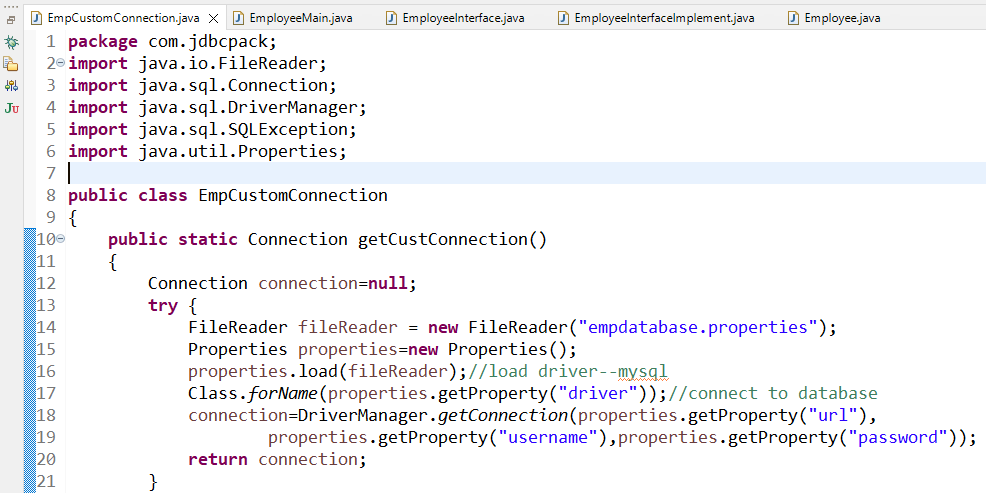 EmpCustomConnection.java EmployeeMain.java EmployeeInterface.java EmployeeInterfaceImplement.java Employee.java
1 package com.jdbcpack;
2 import java.io.FileReader;
3 import java.sql.Connection;
4 import java.sql.DriverManager;
5 import java.sql.SQLException;
6 import java.util.Properties;
7
8 public class EmpCustomConnection
9 {
10 public static Connection getCustConnection()
11 {
12 Connection connection=null;
13 try {
14 FileReader fileReader = new FileReader("empdatabase.properties");
15 Properties properties=new Properties();
16 properties.load(fileReader);//load driver--mysql
17 Class.forName(properties.getProperty("driver"));//connect to database
18 connection=DriverManager.getConnection(properties.getProperty("url"),
19 properties.getProperty("username"),properties.getProperty("password"));
20 return connection;
21 }
Ju